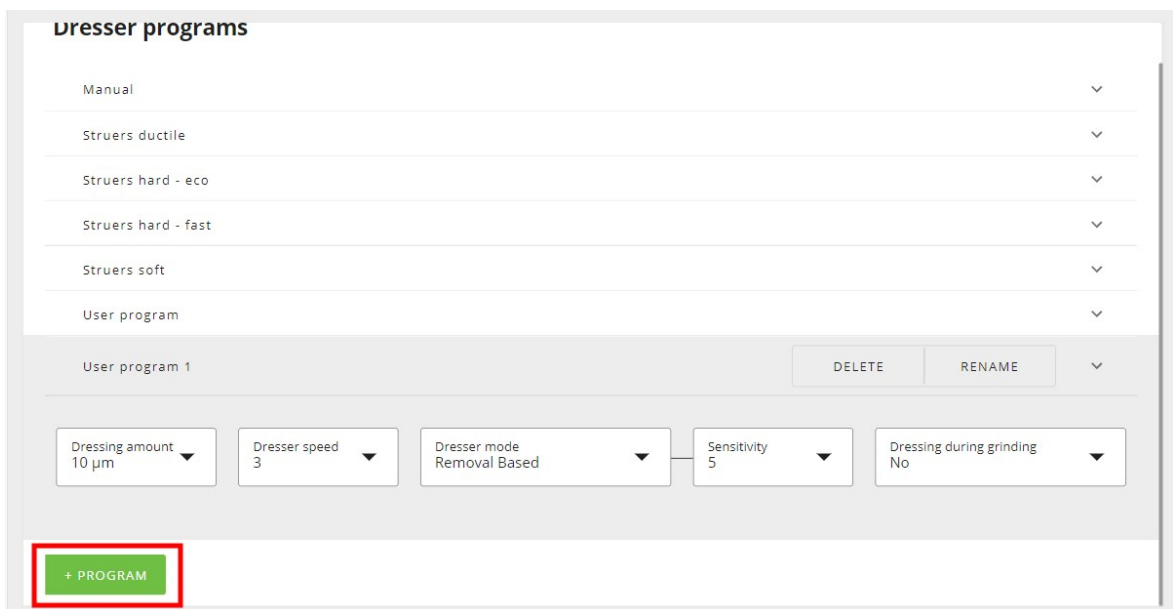 Dresser programs
Manual
Struers ductile
Struers hard - eco
Struers hard - fast
Struers soft
User program
User program 1 DELETE RENAME
Dressing amount Dresser speed Dresser mode Sensitivity Dressing during grinding
10 µm 3 Removal Based 5 No
+ PROGRAM